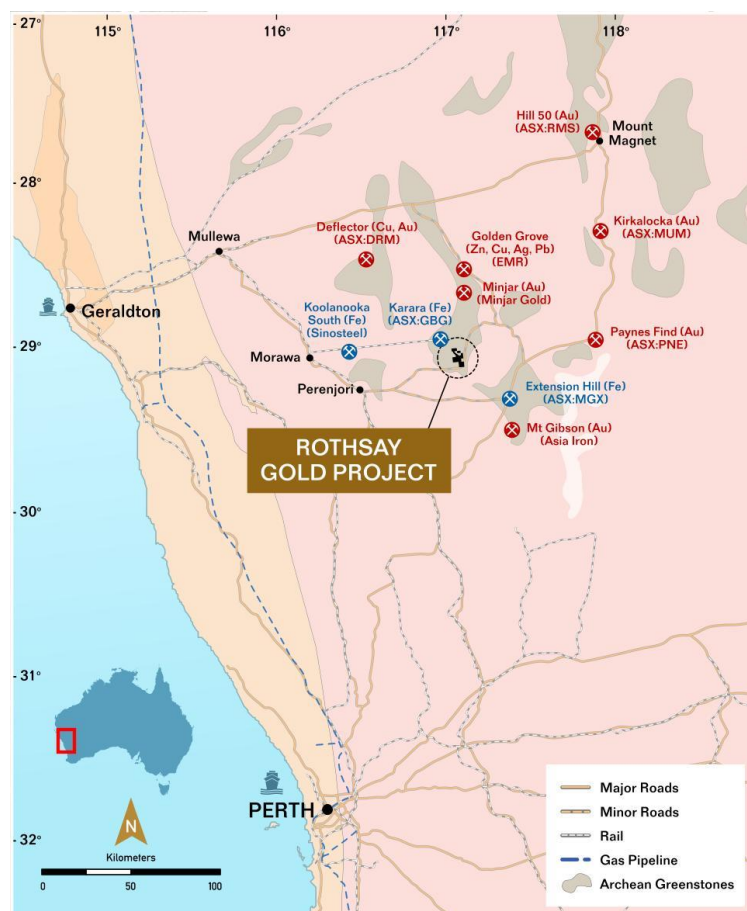 115°
116°
117°
118°
- 27°
Hill 50 (Au)
(ASX:RMS)
Mount
Magnet
- 28°
Mullewa
Deflector (Cu, Au)
(ASX:DRM)
Golden Grove
(Zn, Cu, Ag, Pb)
(EMR)
Kirkalocka (Au)
(ASX:MUM)
Minjar (Au)
(Minjar Gold)
Geraldton
Koolanooka
South (Fe)
(Sinosteel)
Karara (Fe)
(ASX:GBG)
Paynes Find (Au)
(ASX:PNE)
- 29°
Morawa
Perenjori
Extension Hill (Fe)
(ASX:MGX)
Mt Gibson (Au)
(Asia Iron)
ROTHSAY
GOLD PROJECT
- 30°
- 31°
PERTH
- 32°
N
Kilometers
0 50 100
Major Roads
Minor Roads
Rail
Gas Pipeline
Archean Greenstones